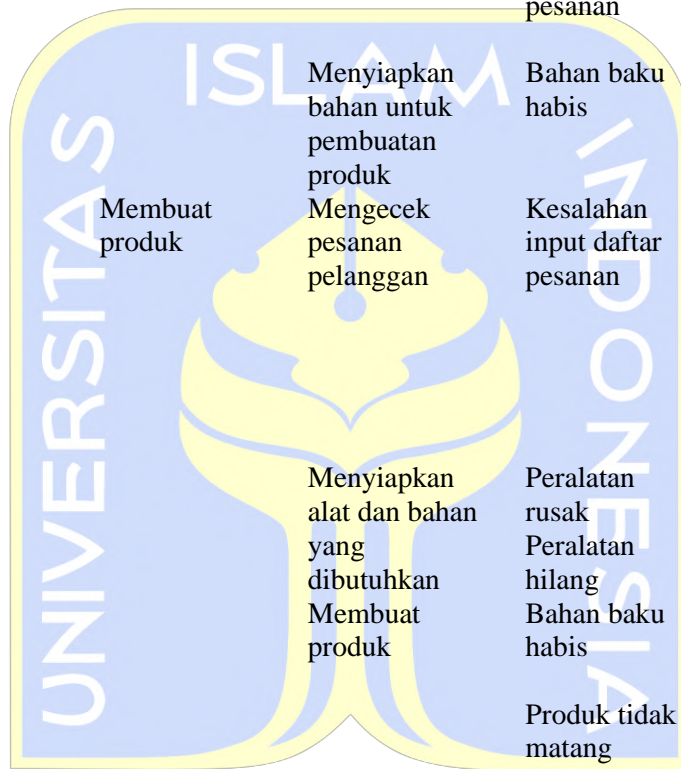 pesanan
ISLAM
UNIVERSITAS
INDONESIA
Menyiapkan
bahan untuk
pembuatan
produk
Bahan baku
habis
Membuat
produk
Mengecek
pesanan
pelanggan
Kesalahan
input daftar
pesanan
Menyiapkan
alat dan bahan
yang
dibutuhkan
Peralatan
rusak
Peralatan
hilang
Membuat
produk
Bahan baku
habis
Produk tidak
matang